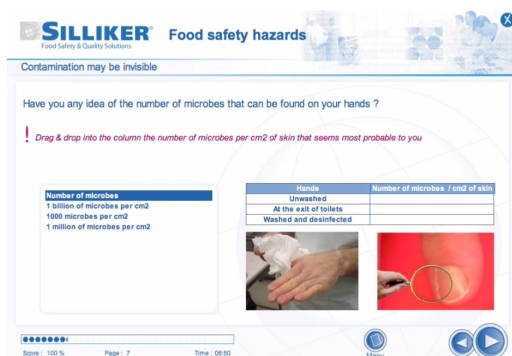 SILLIKER®
Food Safety & Quality Solutions
Food safety hazards
X
Contamination may be invisible
Have you any idea of the number of microbes that can be found on your hands ?
! Drag & drop into the column the number of microbes per cm2 of skin that seems most probable to you
Number of microbes
1 billion of microbes per cm2
1000 microbes per cm2
1 million of microbes per cm2
Hands Number of microbes / cm2 of skin
Unwashed
At the exit of toilets
Washed and desinfected
Score : 100 % Page : 7 Time : 06:50
Menu